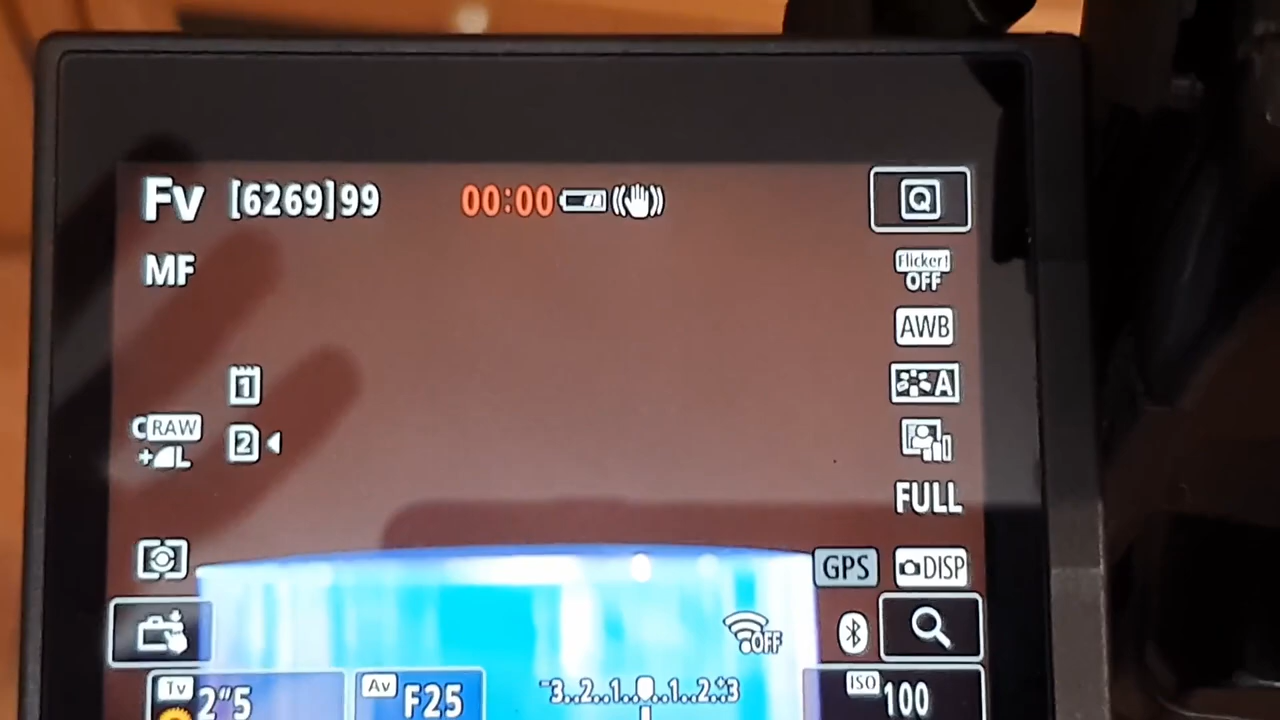 Fv [6269]99 00:00 Q
MF Flicker!
OFF
AWB
1 A
C RAW 2
+L
FULL
GPS DISP
OFF
Tv 2"5 Av F25 -3..2..1..0..1..2..+3 ISO 100